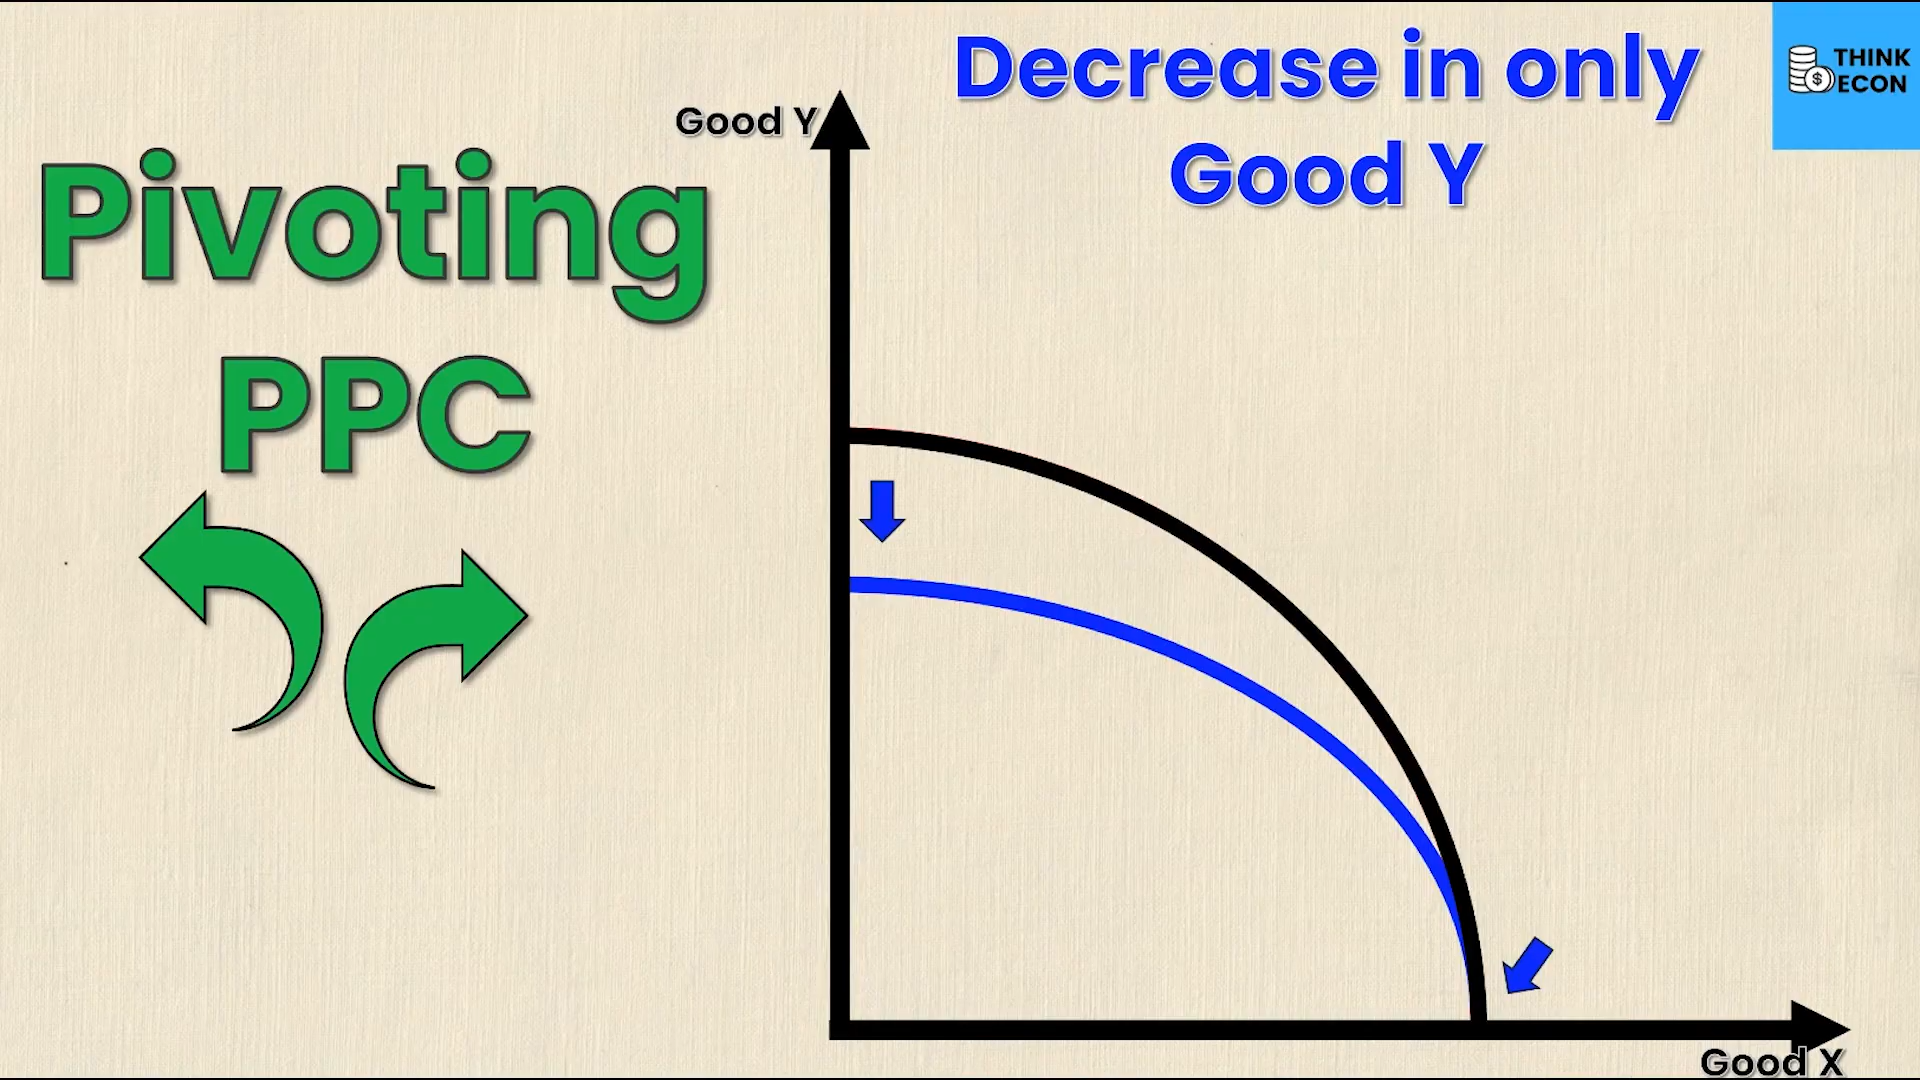 Decrease in only
Good Y
THINK
ECON
$
Good Y
Pivoting
PPC
Good X